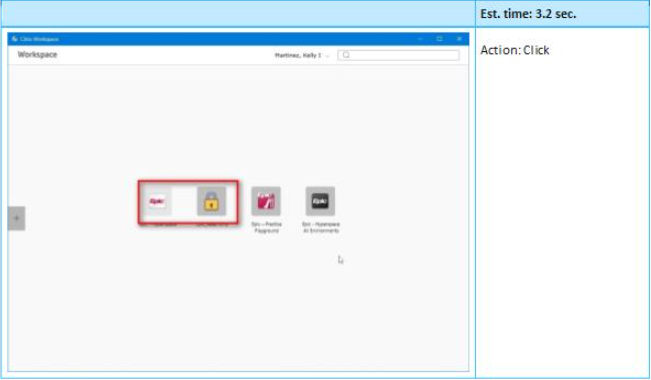 Est. time: 3.2 sec.
Action: Click
Citrix Workspace
Workspace
Martinez, Kelly I
Epic
Epic
Epic - Practice
Playground
Epic - Hyperspace
All Environments